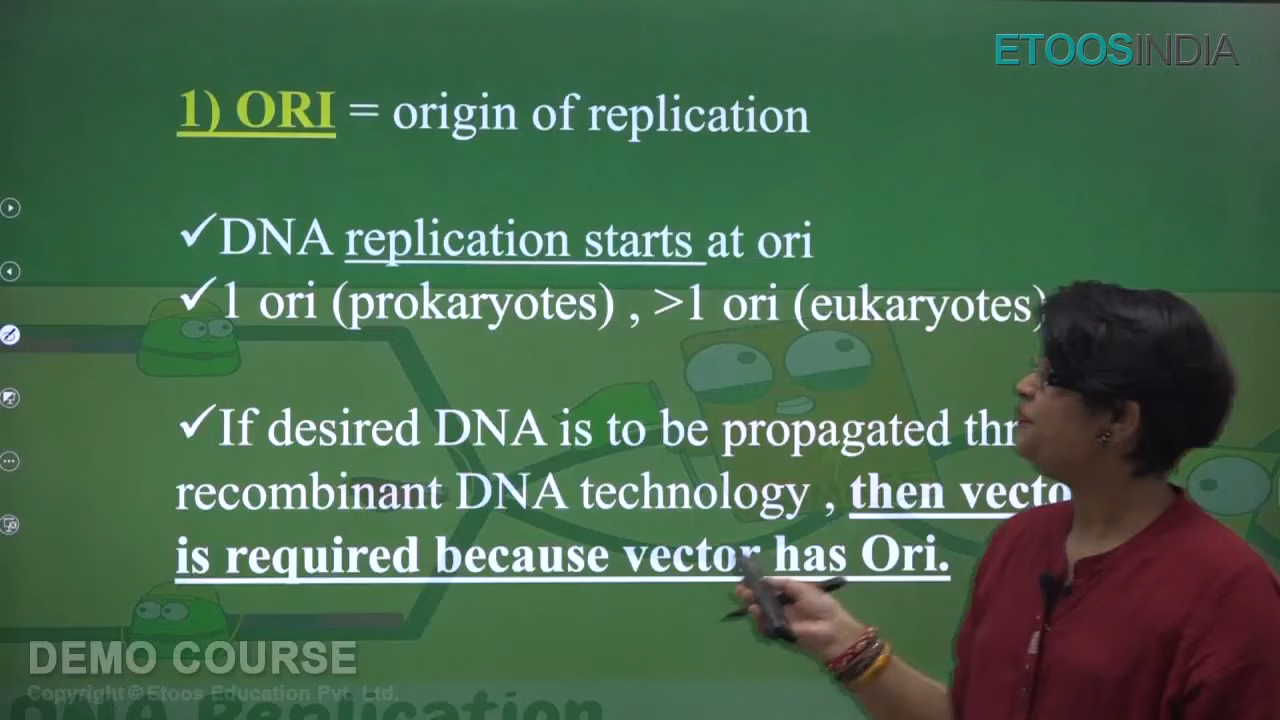 ETOOSINDIA
1) ORI = origin of replication
✓DNA replication starts at ori
✓1 ori (prokaryotes) , >1 ori (eukaryotes)
✓If desired DNA is to be propagated thr
recombinant DNA technology , then vecto
is required because vector has Ori.
DEMO COURSE
Copyright © Etoos Education Pvt. Ltd.
DNA Replication